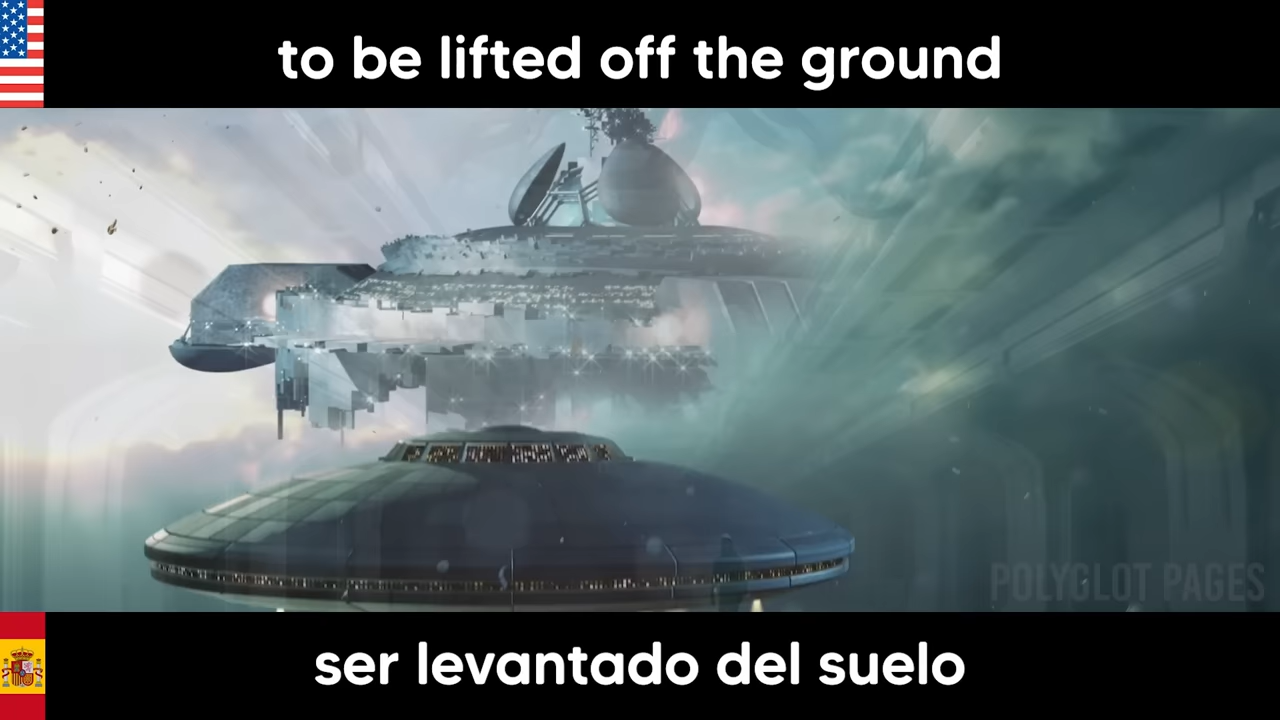 to be lifted off the ground
POLYGLOT PAGES
ser levantado del suelo